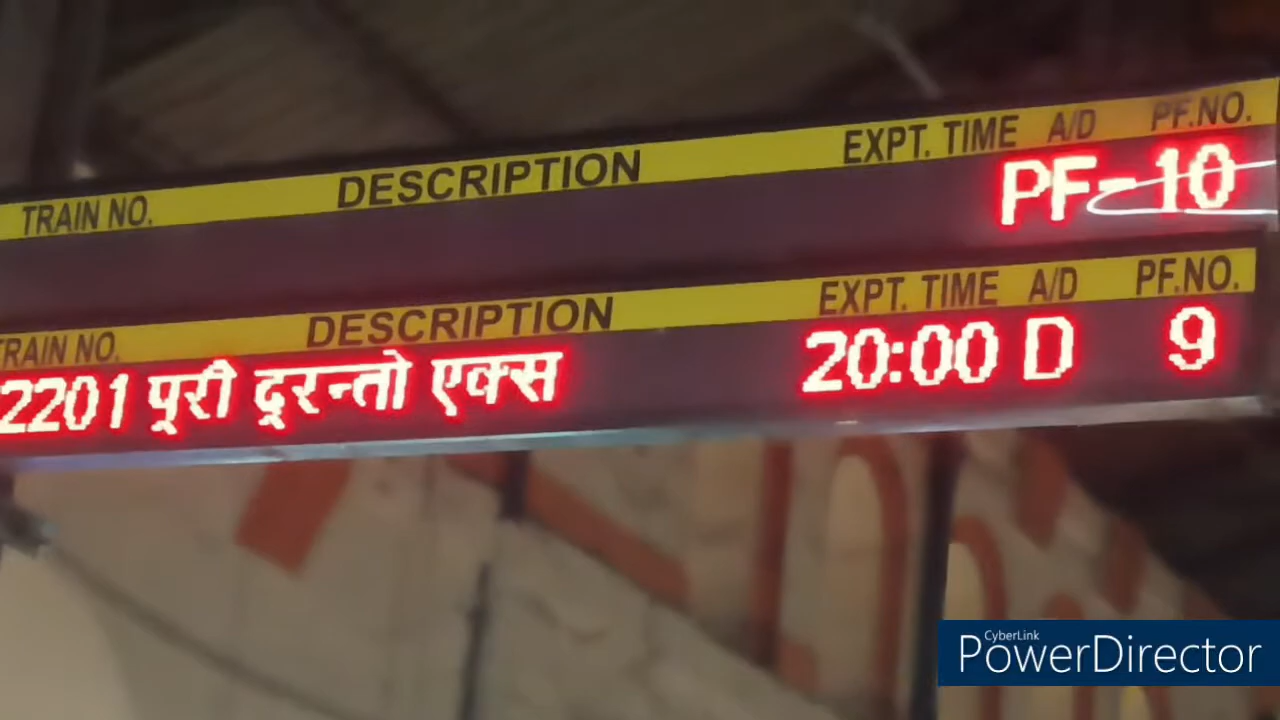 TRAIN NO. DESCRIPTION EXPT. TIME A/D PF.NO.
PF-10
TRAIN NO. DESCRIPTION EXPT. TIME A/D PF.NO.
2201 पूरी दूरन्तो एक्स 20:00 D 9
CyberLink
PowerDirector